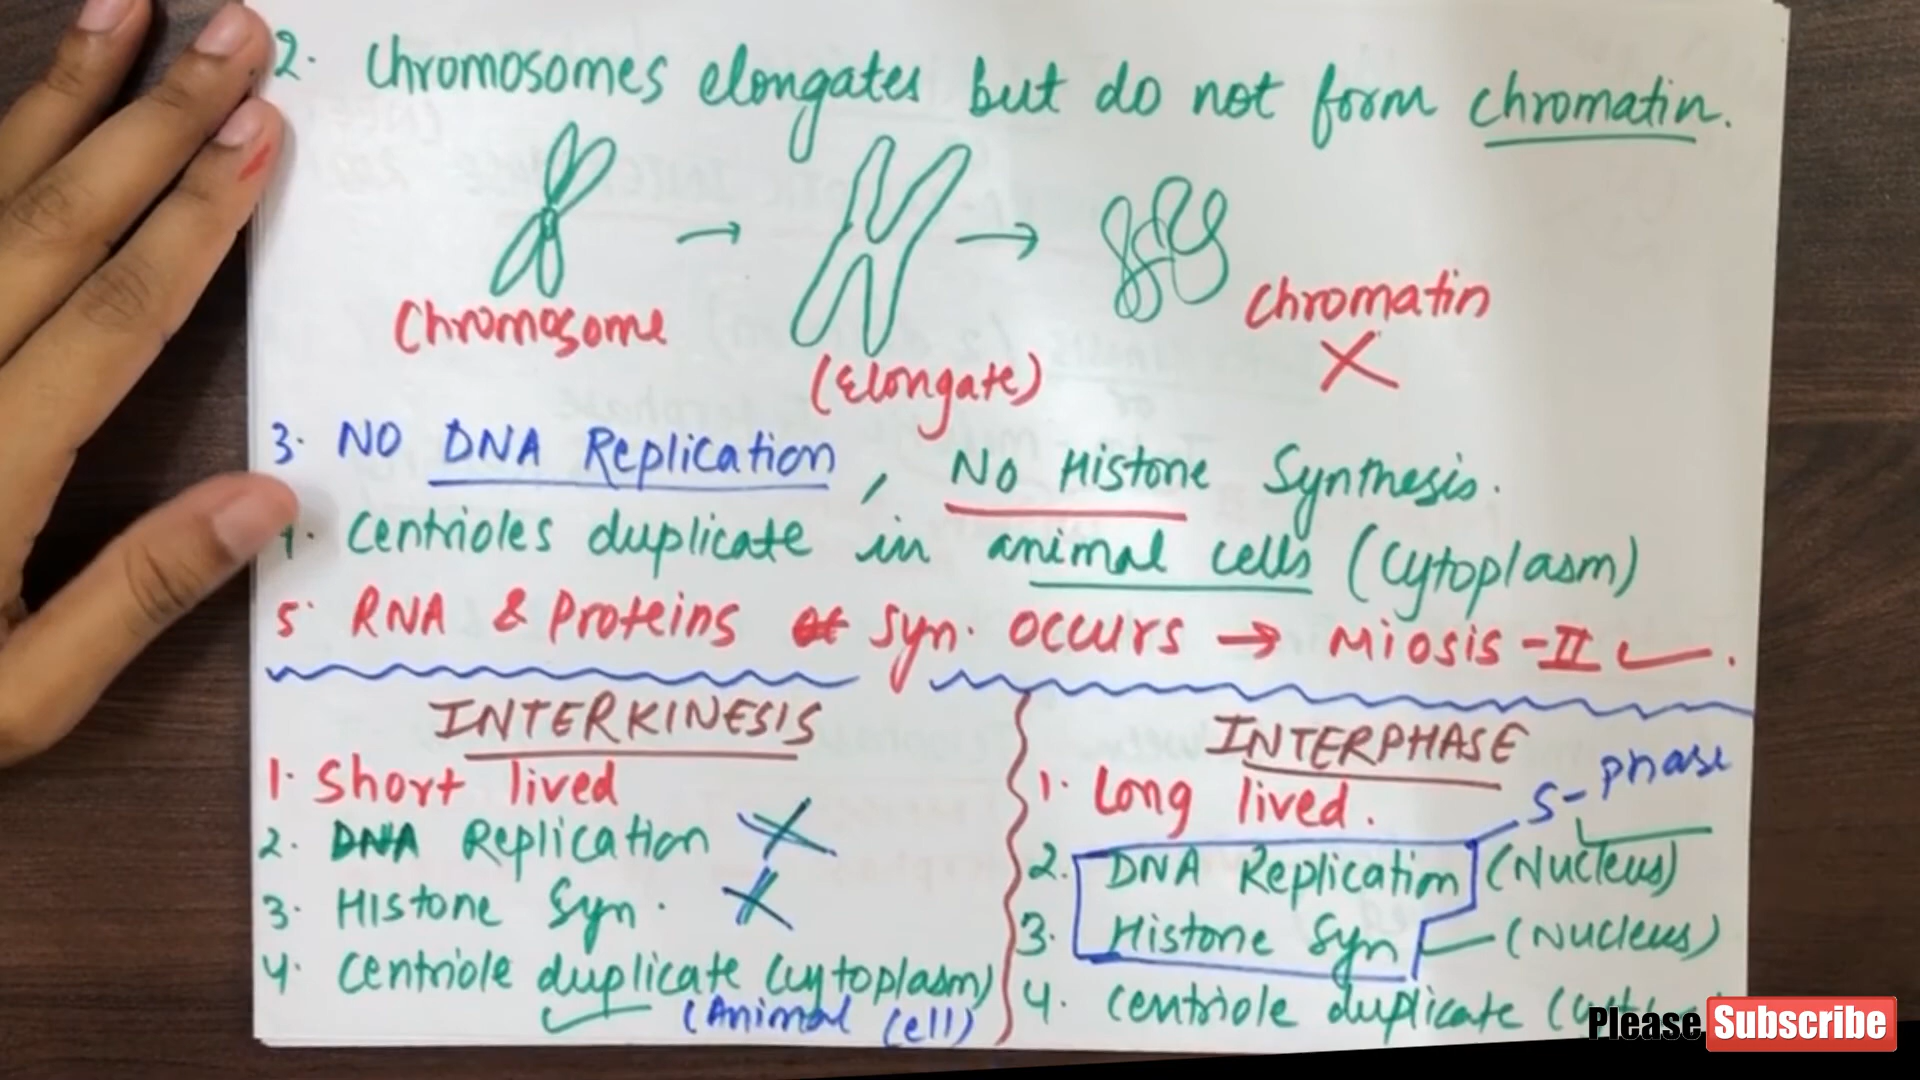 2. Chromosomes elongates but do not form chromatin.
Chromosome
(Elongate)
Chromatin
X
3. NO DNA Replication, No Histone Synthesis.
4. Centrioles duplicate in animal cells (Cytoplasm)
5. RNA & Proteins Syn. occurs → Miosis-II
INTERKINESIS
1. Short lived
2. DNA Replication X
3. Histone Syn. X
4. Centriole duplicate (Cytoplasm)
(Animal Cell)
INTERPHASE
1. Long lived.
S-phase
2. DNA Replication (Nucleus)
3. Histone Syn (Nucleus)
4. Centriole duplicate
Please Subscribe